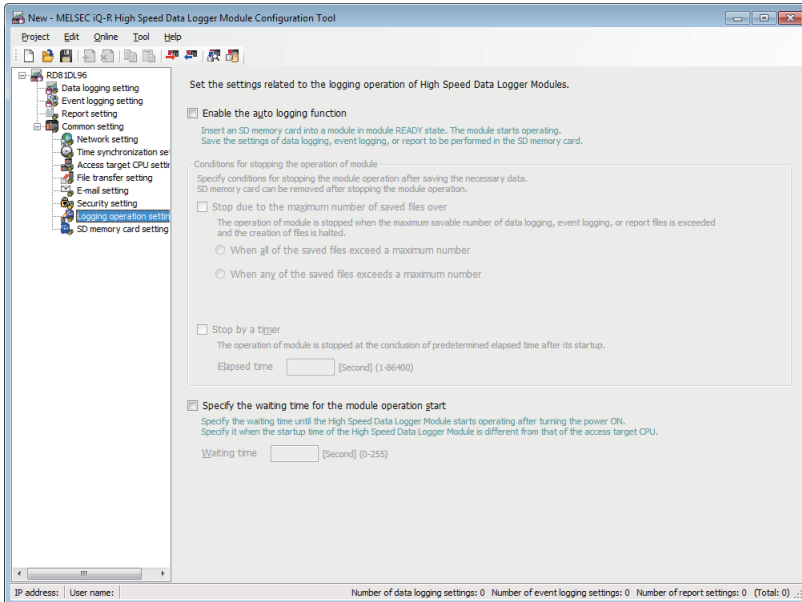 New - MELSEC iQ-R High Speed Data Logger Module Configuration Tool
Project Edit Online Tool Help
RD81DL96
Data logging setting
Event logging setting
Report setting
Common setting
Network setting
Time synchronization se
Access target CPU settin
File transfer setting
E-mail setting
Security setting
Logging operation settin
SD memory card setting
Set the settings related to the logging operation of High Speed Data Logger Modules.
Enable the auto logging function
Insert an SD memory card into a module in module READY state. The module starts operating.
Save the settings of data logging, event logging, or report to be performed in the SD memory card.
Conditions for stopping the operation of module
Specify conditions for stopping the module operation after saving the necessary data.
SD memory card can be removed after stopping the module operation.
Stop due to the maximum number of saved files over
The operation of module is stopped when the maximum savable number of data logging, event logging, or report files is exceeded
and the creation of files is halted.
When all of the saved files exceed a maximum number
When any of the saved files exceeds a maximum number
Stop by a timer
The operation of module is stopped at the conclusion of predetermined elapsed time after its startup.
Elapsed time [Second] (1-86400)
Specify the waiting time for the module operation start
Specify the waiting time until the High Speed Data Logger Module starts operating after turning the power ON.
Specify it when the startup time of the High Speed Data Logger Module is different from that of the access target CPU.
Waiting time [Second] (0-255)
IP address: User name: Number of data logging settings: 0 Number of event logging settings: 0 Number of report settings: 0 (Total: 0)